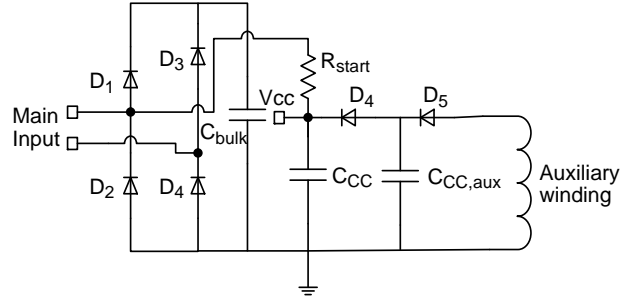 D3
Rstart
D1
Vcc
D4
D5
Main
Input
Cbulk
D2
D4
CCC
CCC,aux
Auxiliary
winding